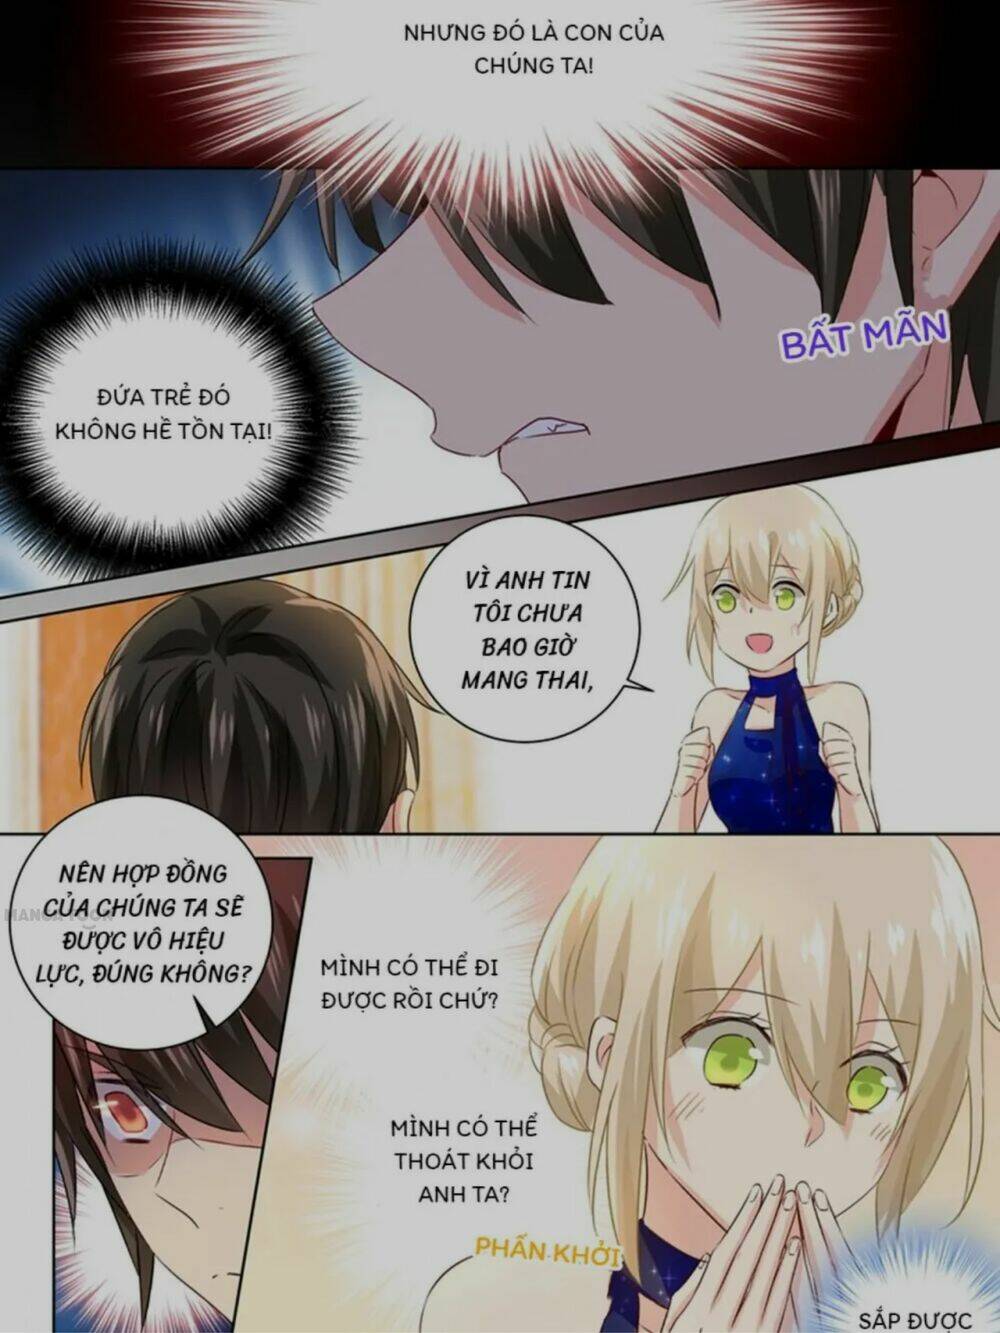 NHƯNG ĐÓ LÀ CON CỦA
CHÚNG TA!
BẤT MÃN
ĐỨA TRẺ ĐÓ
KHÔNG HỀ TỒN TẠI!
VÌ ANH TIN
TÔI CHƯA
BAO GIỜ
MANG THAI,
NÊN HỢP ĐỒNG
CỦA CHÚNG TA SẼ
ĐƯỢC VÔ HIỆU
LỰC, ĐÚNG KHÔNG?
MANGATOON
MÌNH CÓ THỂ ĐI
ĐƯỢC RỒI CHỨ?
MÌNH CÓ THỂ
THOÁT KHỎI
ANH TA?
PHẤN KHỞI
SẮP ĐƯỢC